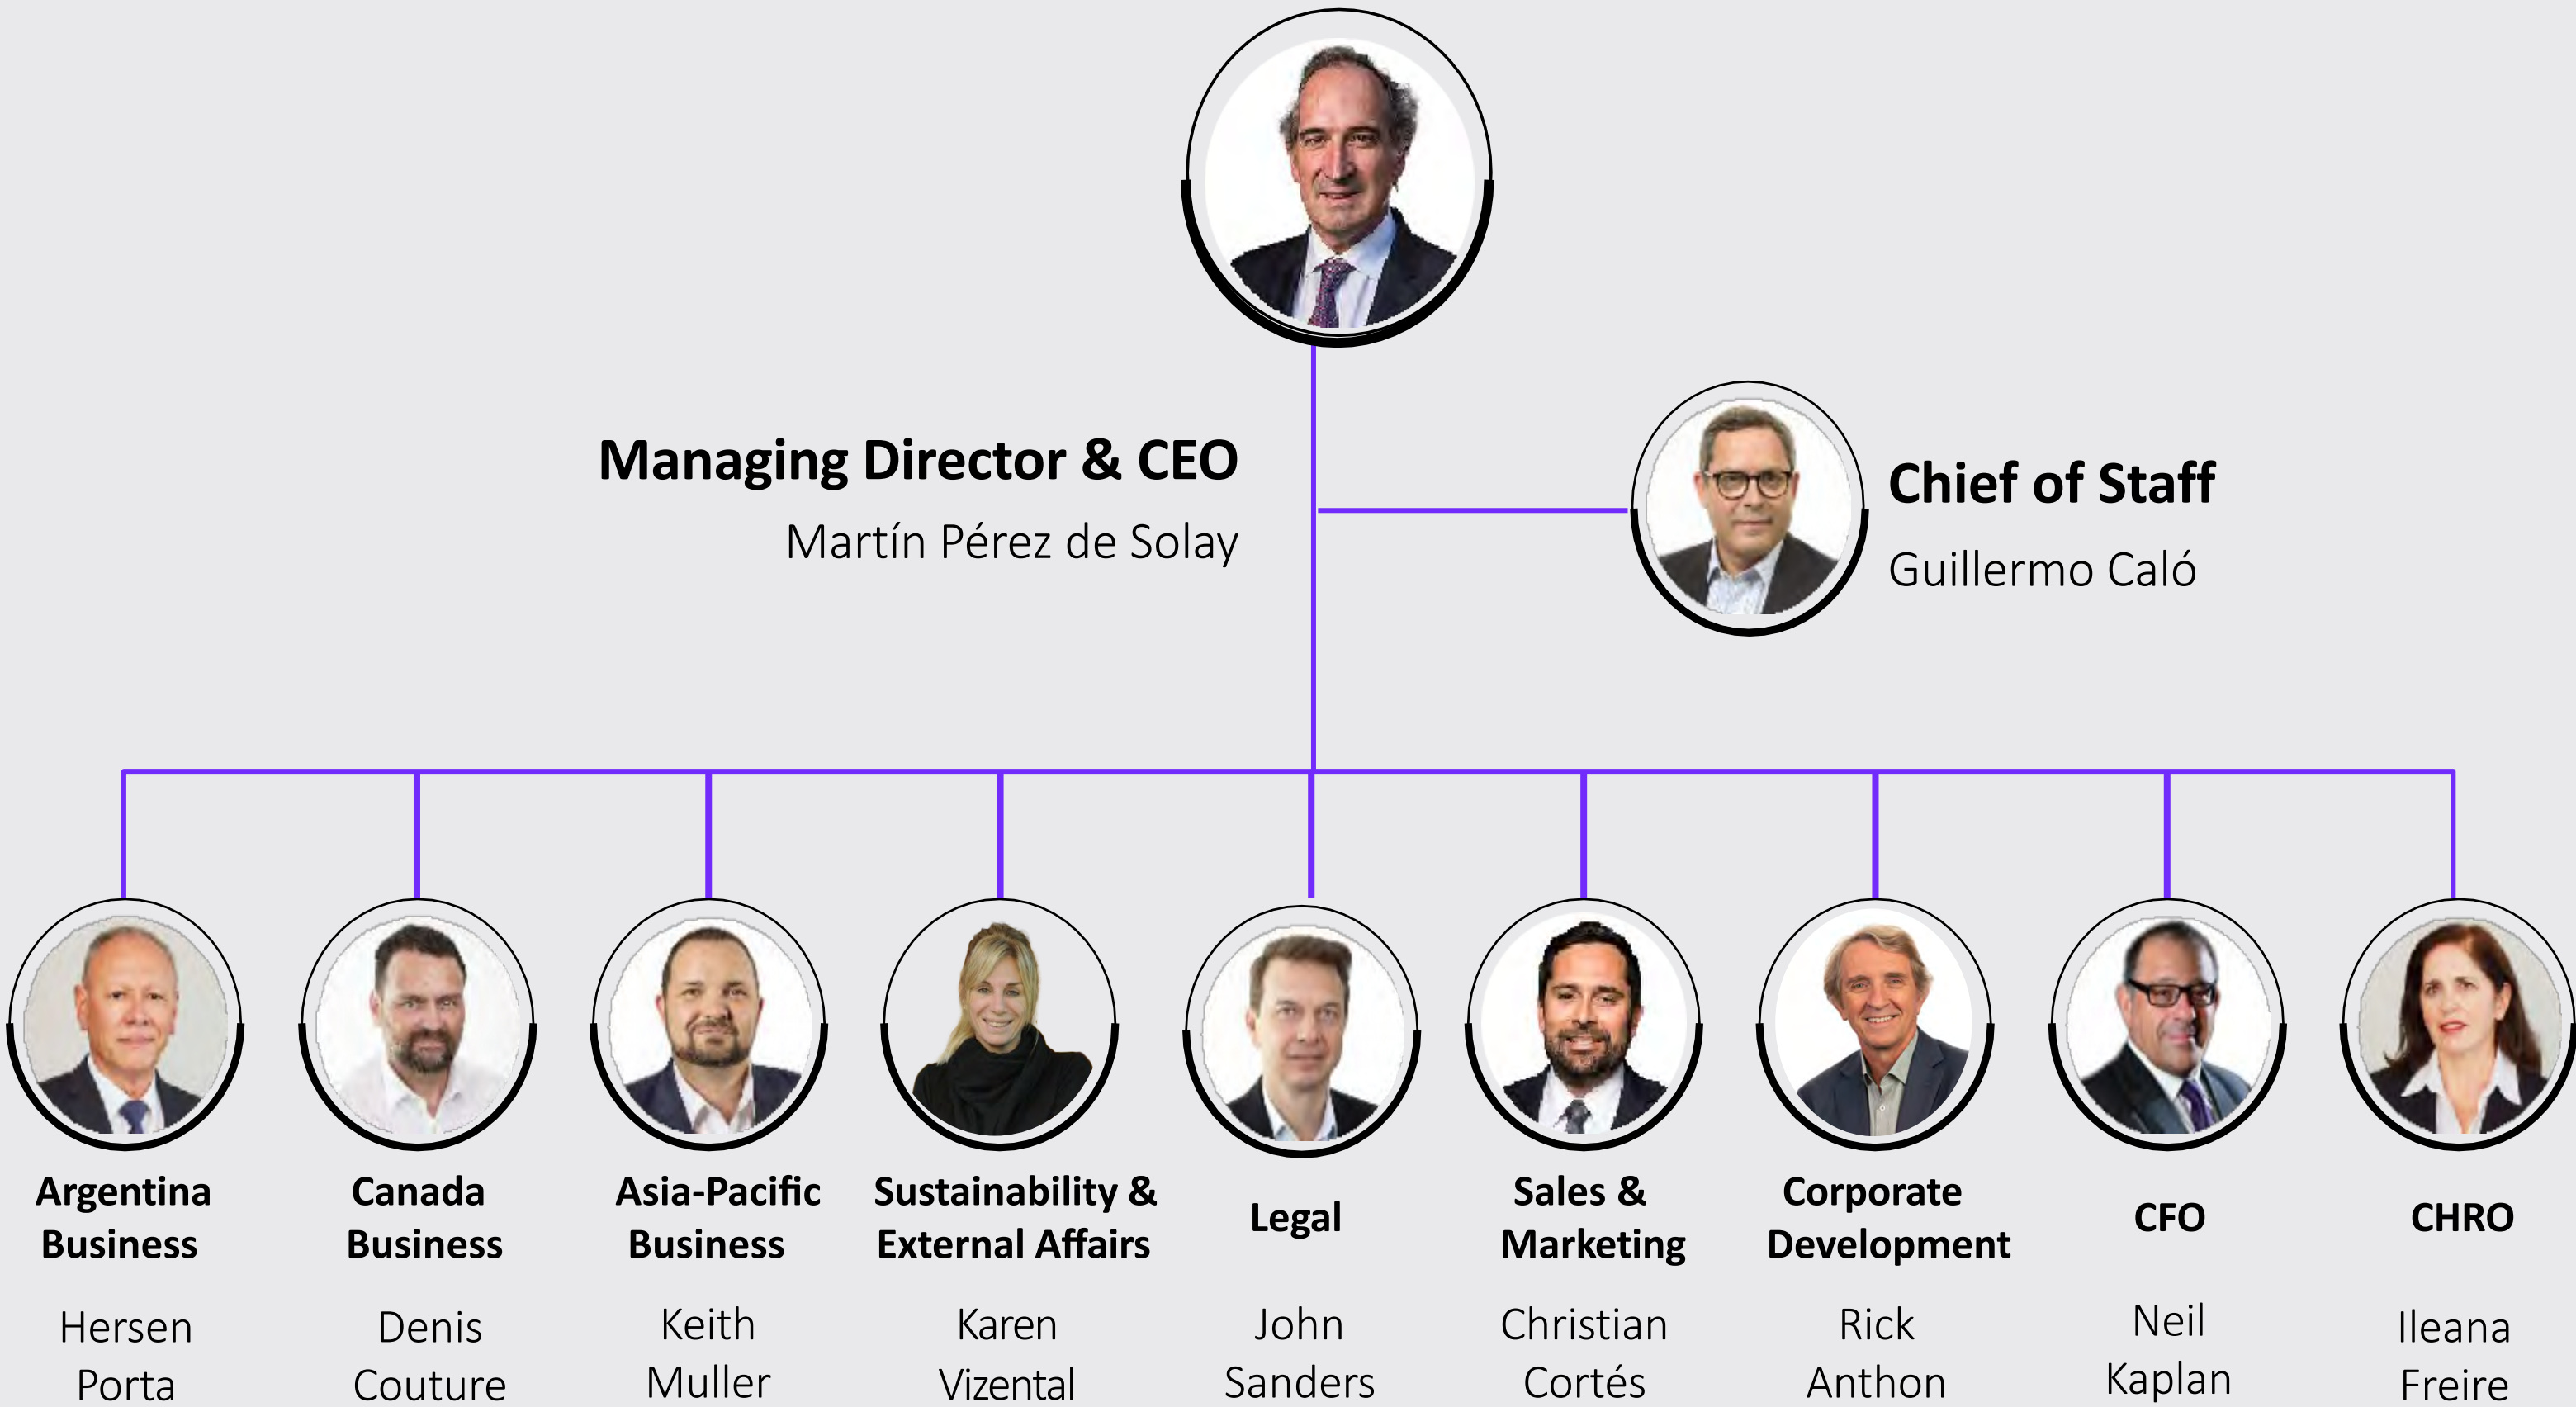 Managing Director & CEO
Martín Pérez de Solay
Chief of Staff
Guillermo Caló
Argentina
Business
Hersen
Porta
Canada
Business
Denis
Couture
Asia-Pacific
Business
Keith
Muller
Sustainability &
External Affairs
Karen
Vizental
Legal
John
Sanders
Sales &
Marketing
Christian
Cortés
Corporate
Development
Rick
Anthon
CFO
Neil
Kaplan
CHRO
Ileana
Freire